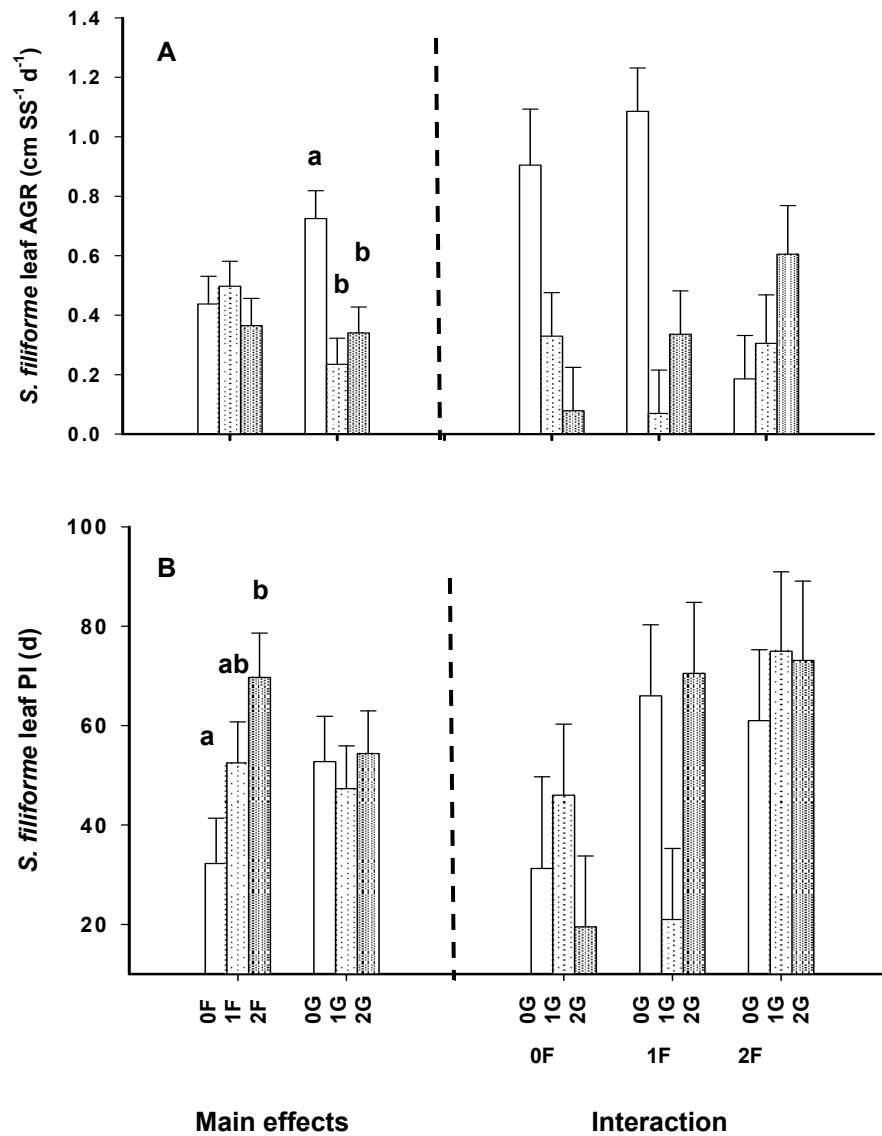 A
S. filiforme leaf AGR (cm SS⁻¹ d⁻¹)
1.4
1.2
1.0
0.8
0.6
0.4
0.2
0.0
a
b
b
B
S. filiforme leaf PI (d)
100
80
60
40
20
a
ab
b
0F 1F 2F 0G 1G 2G 0G 1G 2G 0G 1G 2G 0G 1G 2G
0F 1F 2F
Main effects Interaction